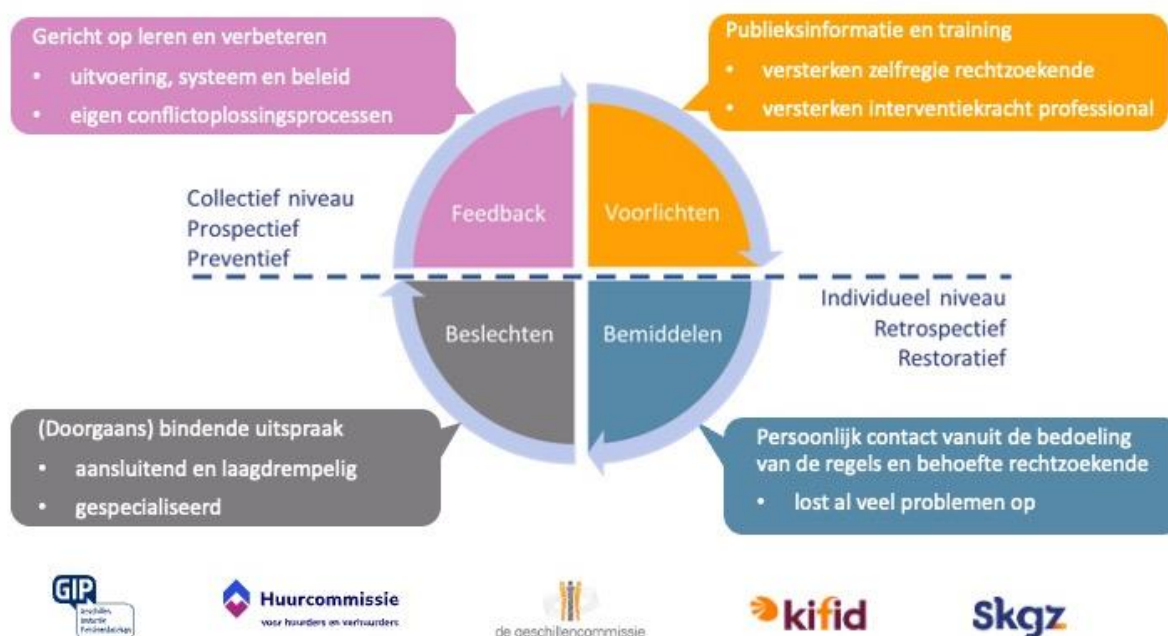 Gericht op leren en verbeteren
• uitvoering, systeem en beleid
• eigen conflictoplossingsprocessen
Publieksinformatie en training
• versterken zelfregie rechtzoekende
• versterken interventiekracht professional
Collectief niveau
Prospectief
Preventief
Feedback
Voorlichten
Beslechten
Bemiddelen
Individueel niveau
Retrospectief
Restoratief
(Doorgaans) bindende uitspraak
• aansluitend en laagdrempelig
• gespecialiseerd
Persoonlijk contact vanuit de bedoeling
van de regels en behoefte rechtzoekende
• lost al veel problemen op
GIP
Geschillen
Instantie
Huurcommissie
voor huurders en verhuurders
de geschillencommissie
kifid
Skgz